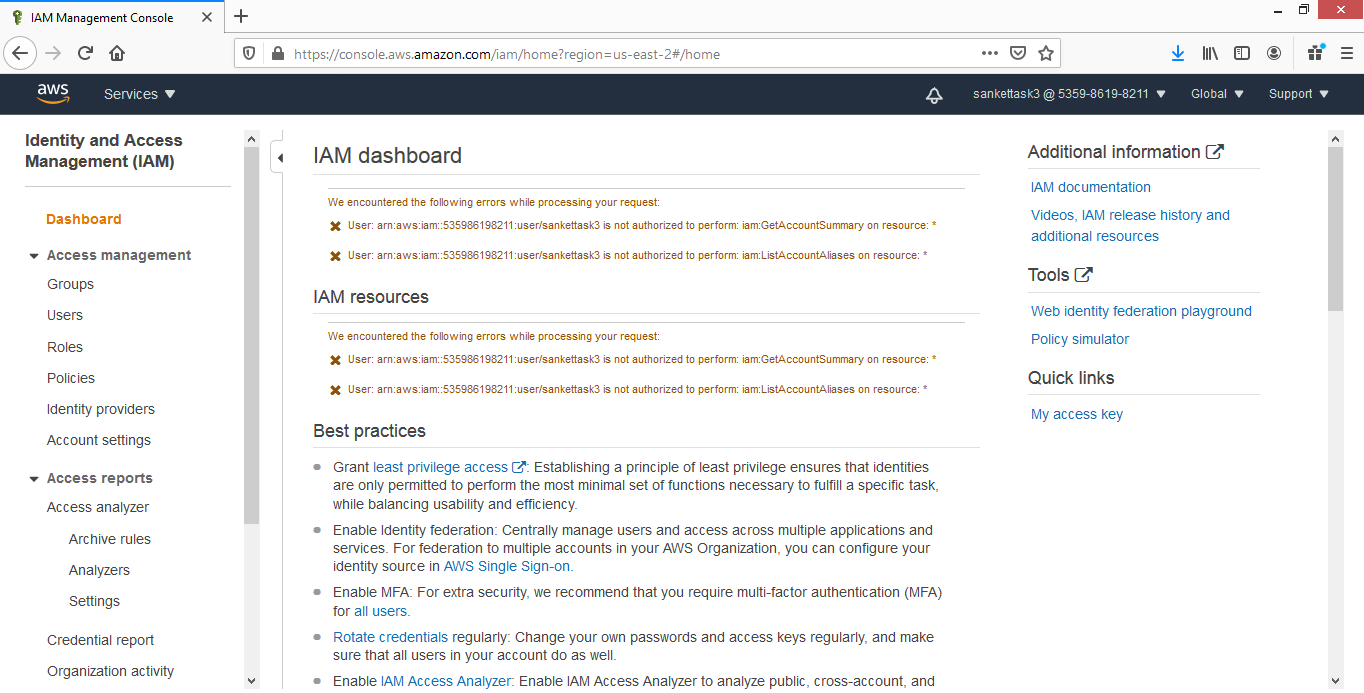 IAM Management Console
https://console.aws.amazon.com/iam/home?region=us-east-2#/home
aws
Services
sankettask3 @ 5359-8619-8211
Global
Support
Identity and Access
Management (IAM)
Dashboard
Access management
Groups
Users
Roles
Policies
Identity providers
Account settings
Access reports
Access analyzer
Archive rules
Analyzers
Settings
Credential report
Organization activity
IAM dashboard
We encountered the following errors while processing your request:
User: arn:aws:iam::535986198211:user/sankettask3 is not authorized to perform: iam:GetAccountSummary on resource: *
User: arn:aws:iam::535986198211:user/sankettask3 is not authorized to perform: iam:ListAccountAliases on resource: *
IAM resources
We encountered the following errors while processing your request:
User: arn:aws:iam::535986198211:user/sankettask3 is not authorized to perform: iam:GetAccountSummary on resource: *
User: arn:aws:iam::535986198211:user/sankettask3 is not authorized to perform: iam:ListAccountAliases on resource: *
Best practices
Grant least privilege access : Establishing a principle of least privilege ensures that identities
are only permitted to perform the most minimal set of functions necessary to fulfill a specific task,
while balancing usability and efficiency.
Enable Identity federation: Centrally manage users and access across multiple applications and
services. For federation to multiple accounts in your AWS Organization, you can configure your
identity source in AWS Single Sign-on.
Enable MFA: For extra security, we recommend that you require multi-factor authentication (MFA)
for all users.
Rotate credentials regularly: Change your own passwords and access keys regularly, and make
sure that all users in your account do as well.
Enable IAM Access Analyzer: Enable IAM Access Analyzer to analyze public, cross-account, and
Additional information
IAM documentation
Videos, IAM release history and
additional resources
Tools
Web identity federation playground
Policy simulator
Quick links
My access key